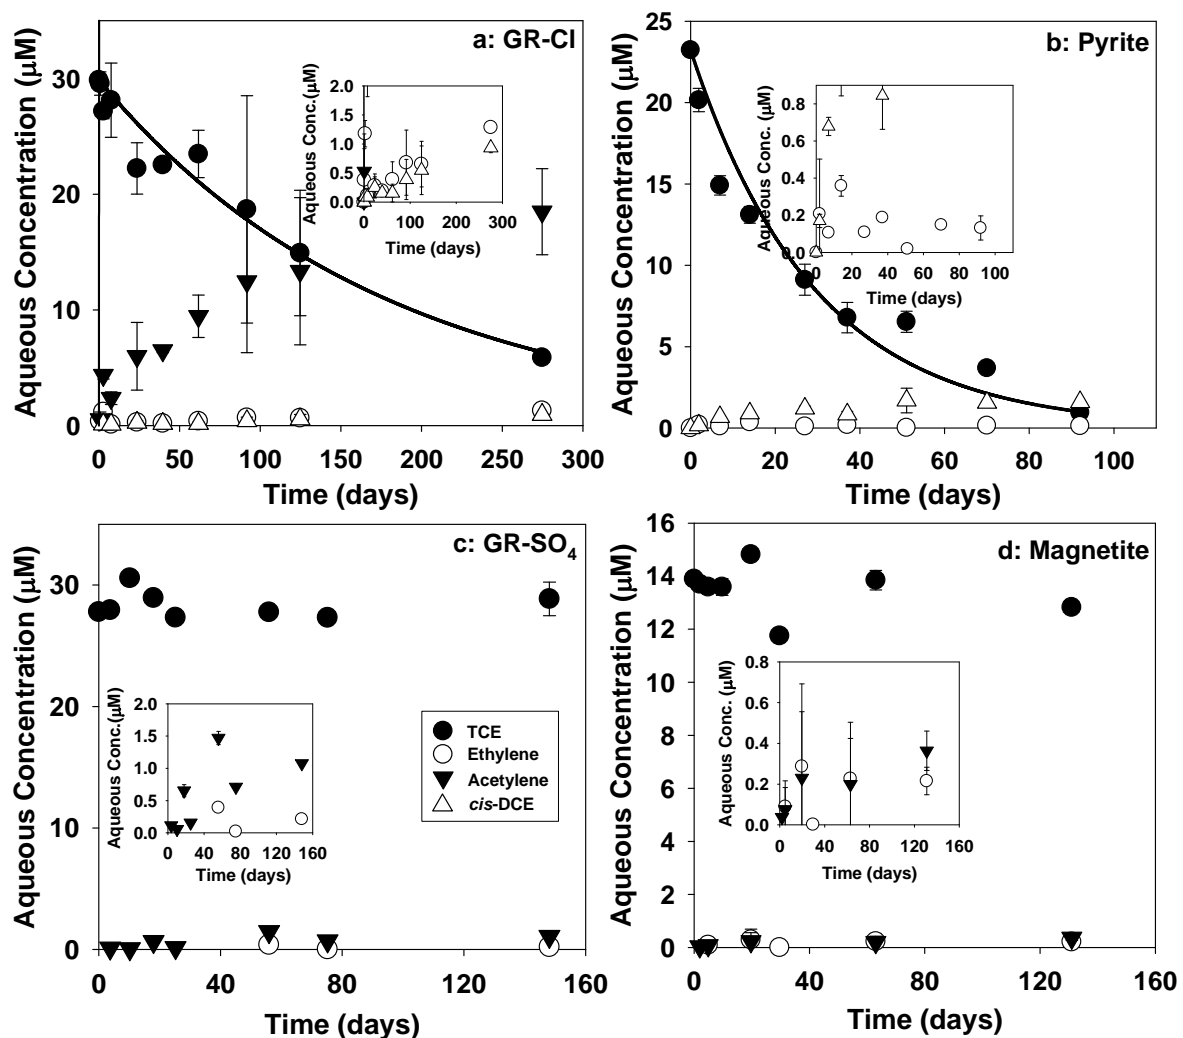 a: GR-Cl
Aqueous Concentration (μM)
30
20
10
0
0 50 100 150 200 250 300
Time (days)
Aqueous Conc.(μM)
2.0
1.5
1.0
0.5
0.0
0 100 200 300
Time (days)
b: Pyrite
Aqueous Concentration (μM)
25
20
15
10
5
0
0 20 40 60 80 100
Time (days)
Aqueous Conc. (μM)
0.8
0.6
0.4
0.2
0.0
0 20 40 60 80 100
Time (days)
c: GR-SO4
Aqueous Concentration (μM)
30
20
10
0
0 40 80 120 160
Time (days)
Aqueous Conc.(μM)
2.0
1.5
1.0
0.5
0.0
0 40 80 120 160
Time (days)
TCE
Ethylene
Acetylene
cis-DCE
d: Magnetite
Aqueous Concentration (μM)
16
14
12
10
8
6
4
2
0
0 40 80 120 160
Time (days)
Aqueous Conc. (μM)
0.8
0.6
0.4
0.2
0.0
0 40 80 120 160
Time (days)